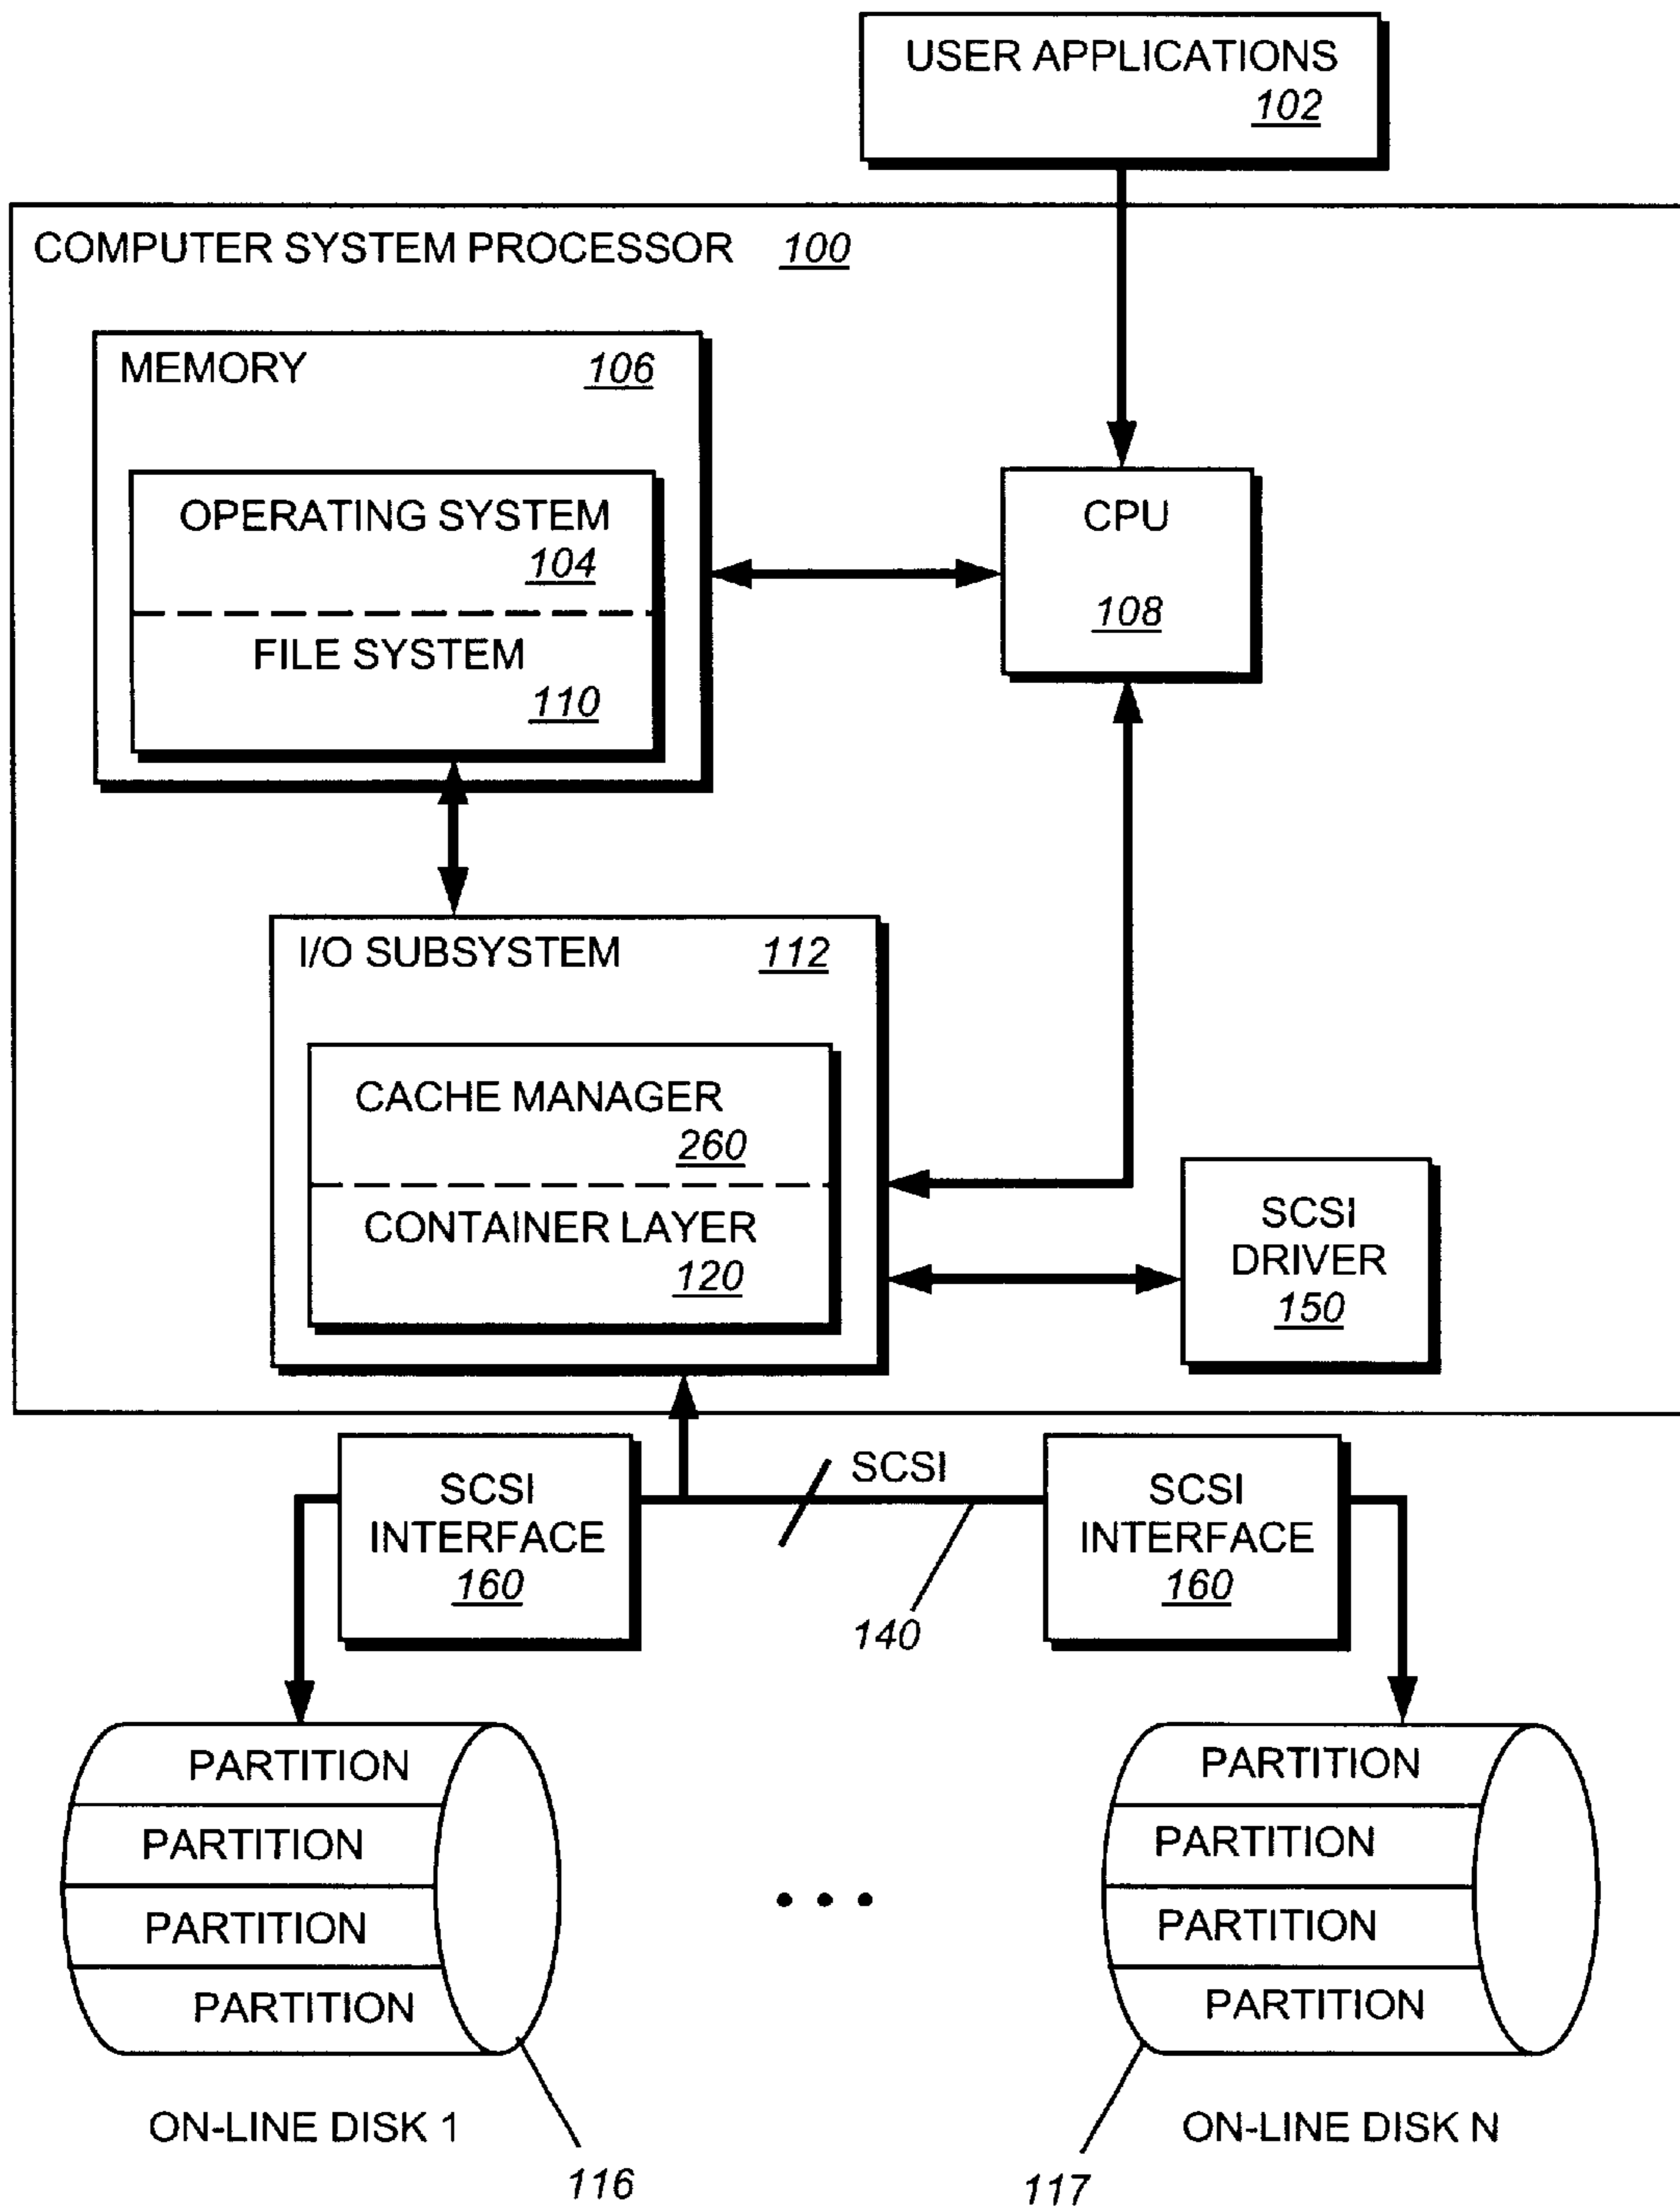 USER APPLICATIONS
102
COMPUTER SYSTEM PROCESSOR 100
MEMORY 106
OPERATING SYSTEM
104
FILE SYSTEM
110
CPU
108
I/O SUBSYSTEM 112
CACHE MANAGER
260
CONTAINER LAYER
120
SCSI
DRIVER
150
SCSI
INTERFACE
160
SCSI
140
SCSI
INTERFACE
160
PARTITION
PARTITION
PARTITION
PARTITION
ON-LINE DISK 1
116
PARTITION
PARTITION
PARTITION
PARTITION
ON-LINE DISK N
117